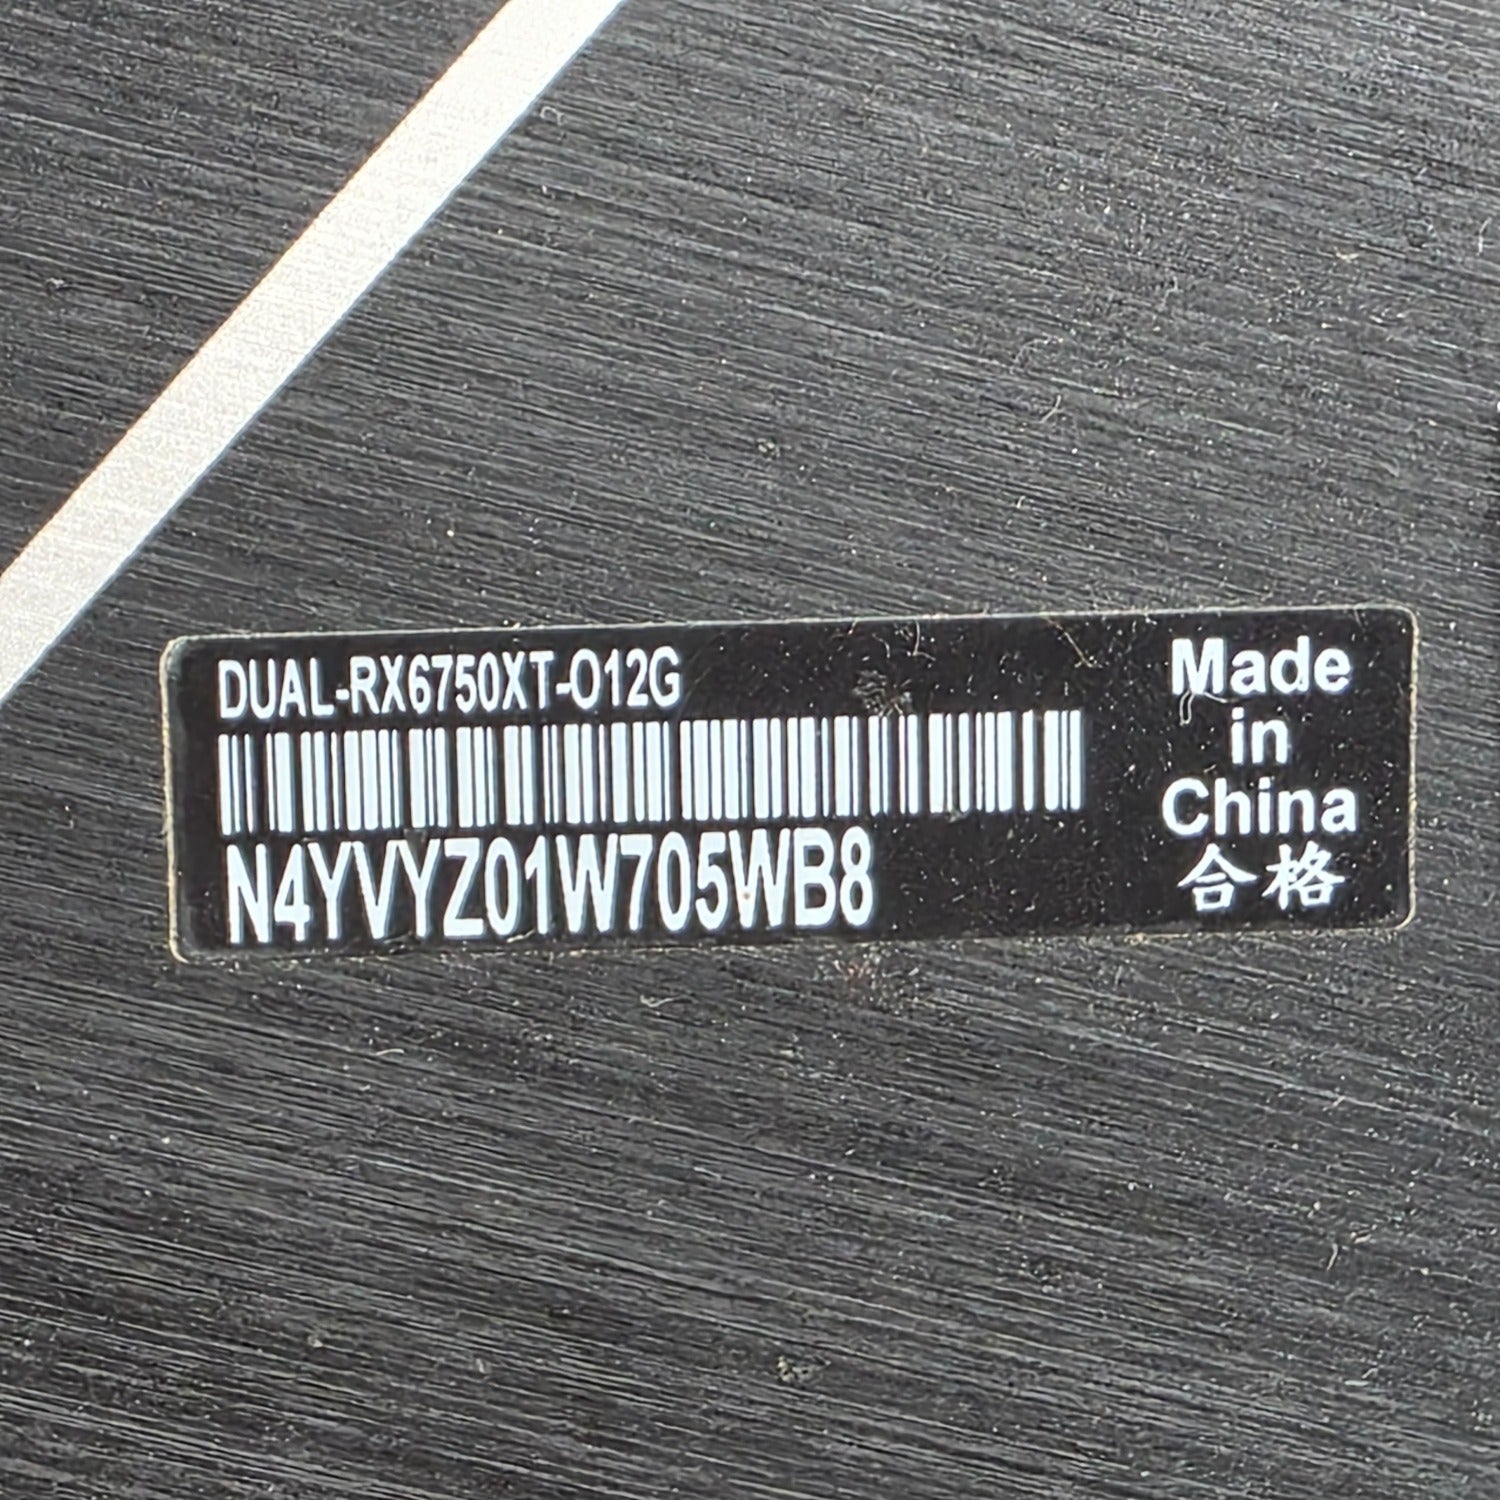 DUAL-RX6750XT-O12G
N4YVYZ01W705WB8
Made
in
China
合格